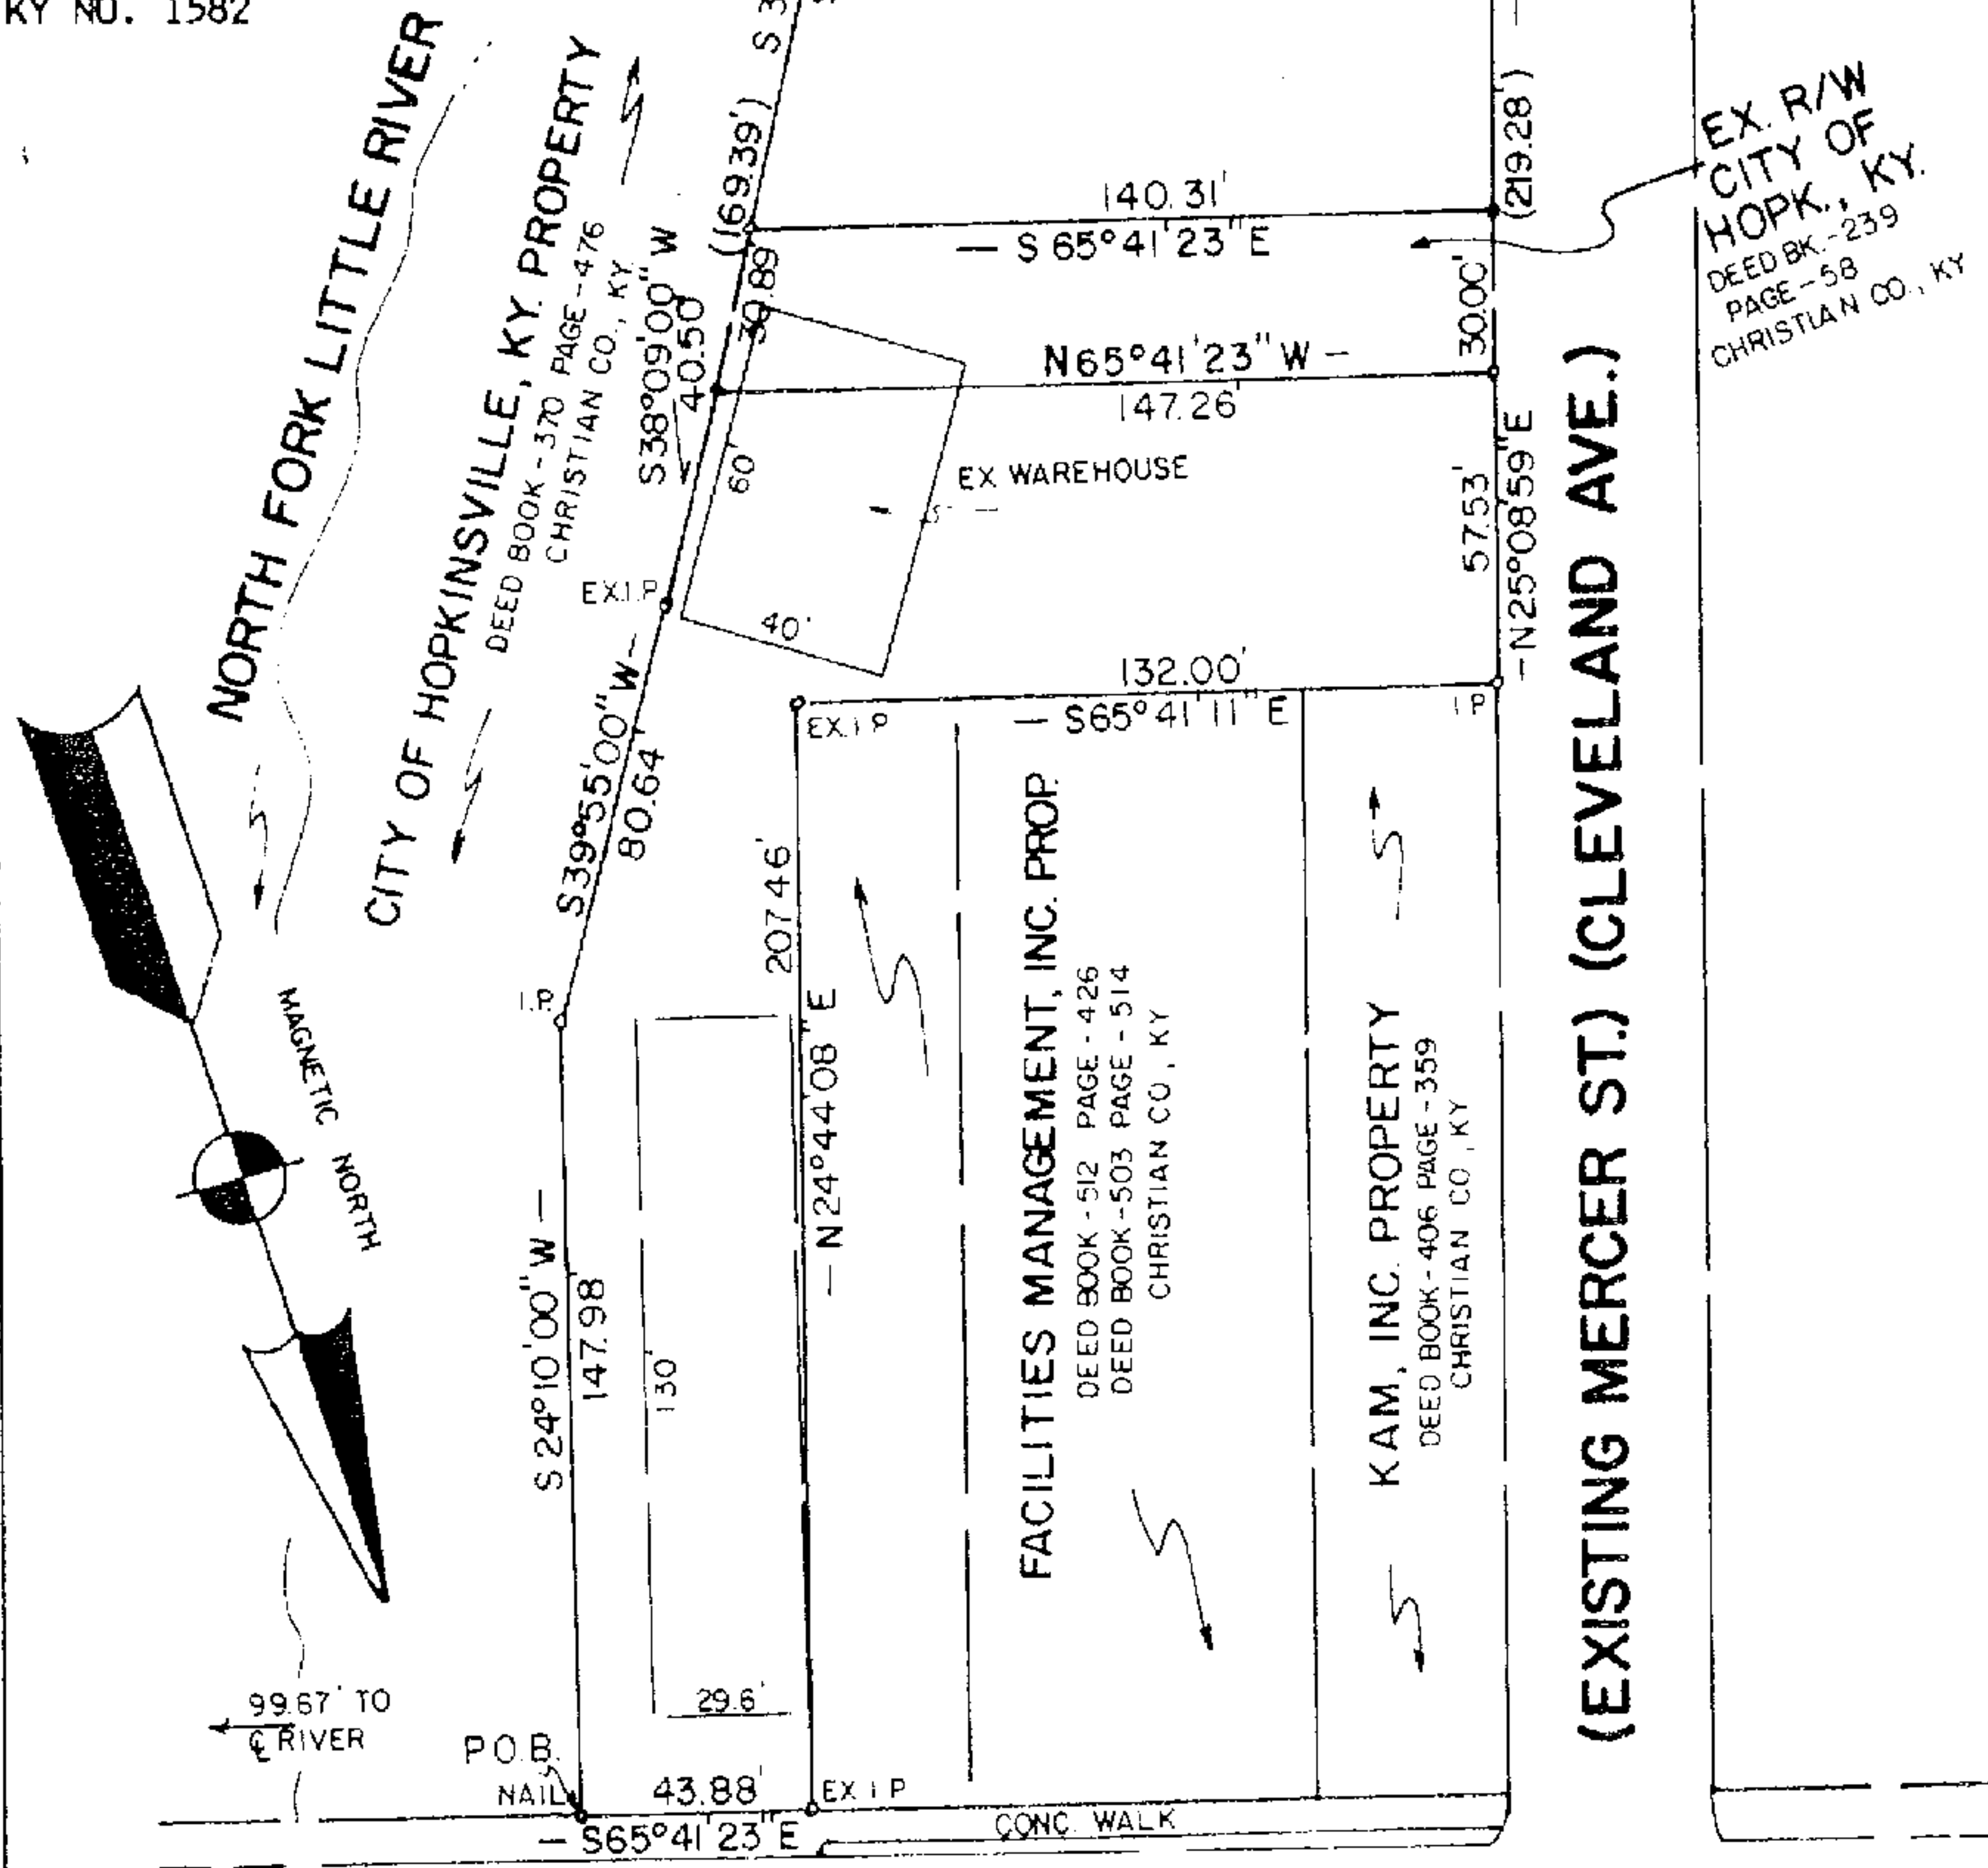 KY NO. 1582
NORTH FORK LITTLE RIVER
CITY OF HOPKINSVILLE, KY. PROPERTY
DEED BOOK - 370 PAGE - 476
CHRISTIAN CO., KY.
S 3
(169.39')
30.89'
S38°09'00" W
40.50'
140.31'
— S 65°41'23" E
(219.28')
30.00'
EX. R/W
CITY OF
HOPK., KY.
DEED BK. - 239
PAGE - 58
CHRISTIAN CO., KY
N65°41'23" W —
147.26'
60'
EX WAREHOUSE
40'
EX.I.P
57.53'
— N25°08'59" E
132.00'
— S65°41'11" E
EX.I P
I P
S39°55'00" W —
80.64'
207.46'
— N24°44'08" E
I.P
MAGNETIC NORTH
FACILITIES MANAGEMENT, INC. PROP.
DEED BOOK - 512 PAGE - 426
DEED BOOK - 503 PAGE - 514
CHRISTIAN CO., KY
KAM, INC. PROPERTY
DEED BOOK - 406 PAGE - 359
CHRISTIAN CO., KY
(EXISTING MERCER ST.) (CLEVELAND AVE.)
S 24°10'00" W —
147.98'
130'
29.6'
99.67' TO
℄ RIVER
P.O.B.
NAIL
43.88'
EX I P
— S65°41'23" E
CONC. WALK